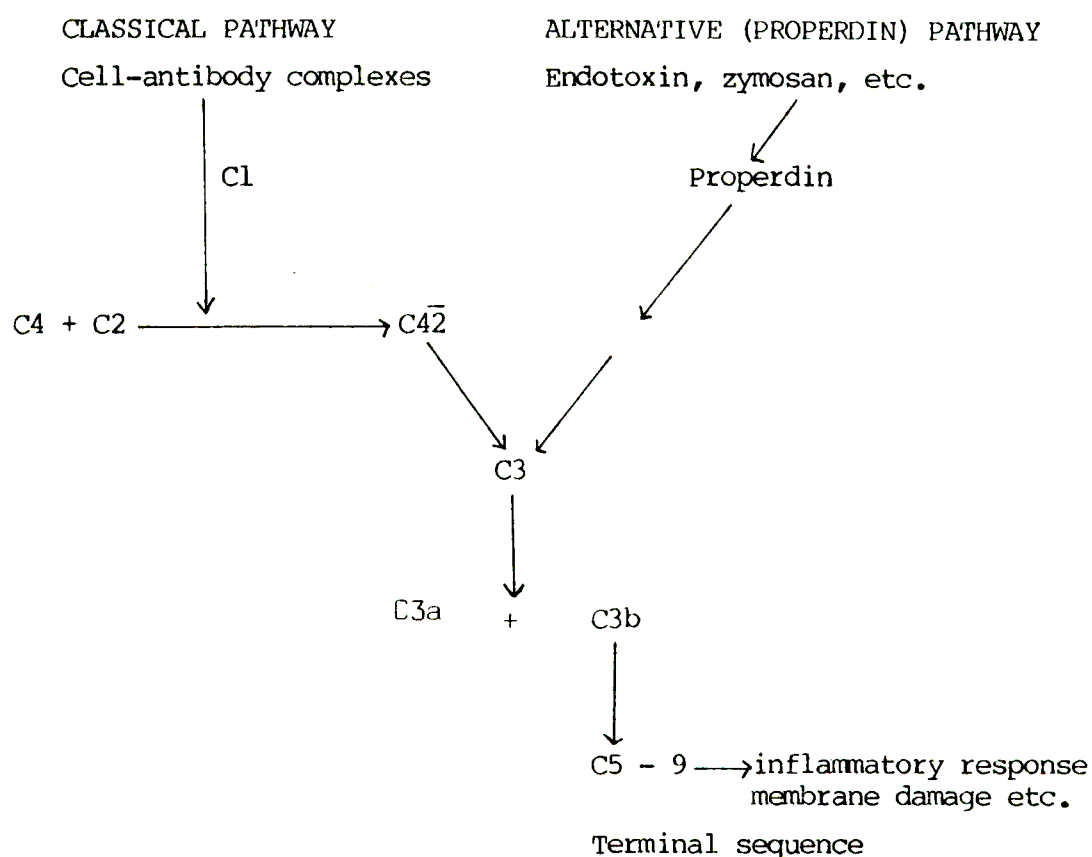 CLASSICAL PATHWAY
ALTERNATIVE (PROPERDIN) PATHWAY
Cell-antibody complexes
Endotoxin, zymosan, etc.
Properdin
C1
C4 + C2
C42̅
C3
C3a + C3b
C5 - 9
inflammatory response
membrane damage etc.
Terminal sequence